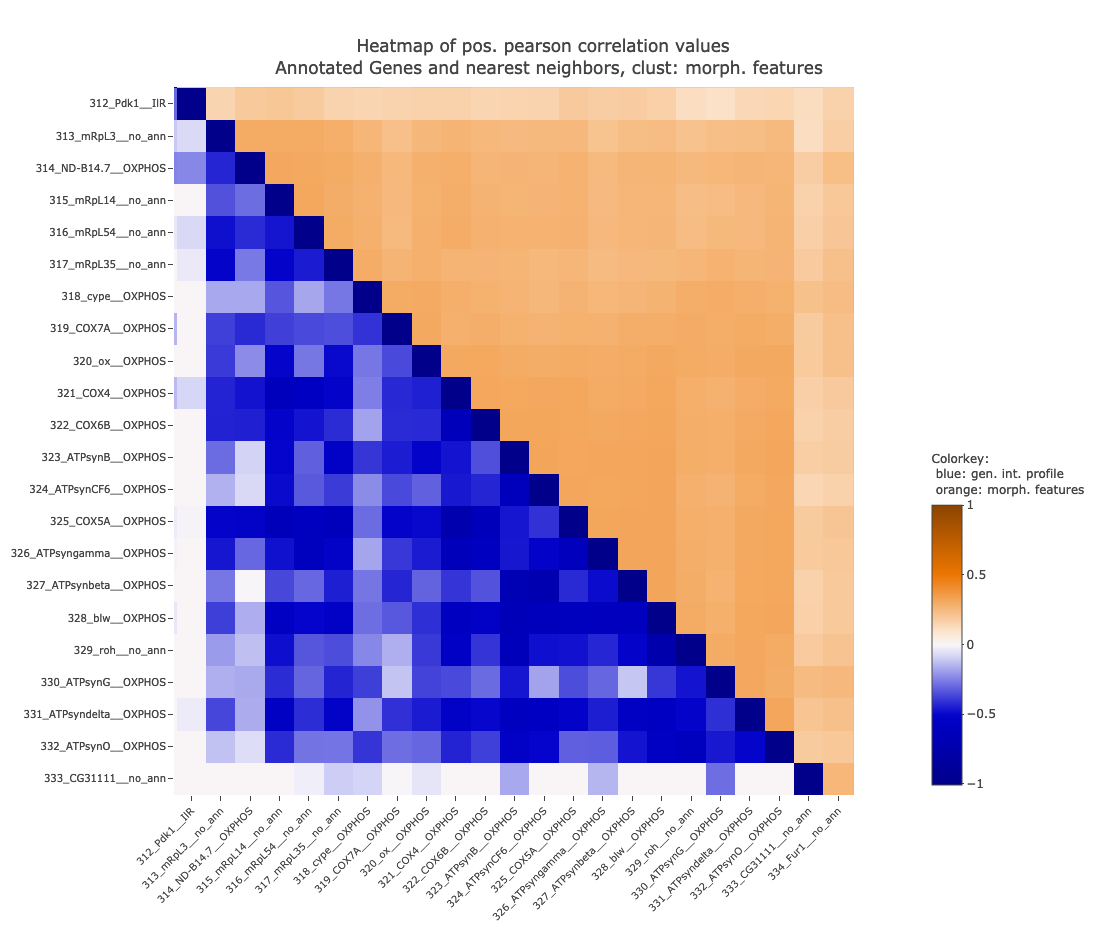 Heatmap of pos. pearson correlation values
Annotated Genes and nearest neighbors, clust: morph. features
312_Pdk1__IIR
313_mRpL3__no_ann
314_ND-B14.7__OXPHOS
315_mRpL14__no_ann
316_mRpL54__no_ann
317_mRpL35__no_ann
318_cype__OXPHOS
319_COX7A__OXPHOS
320_ox__OXPHOS
321_COX4__OXPHOS
322_COX6B__OXPHOS
323_ATPsynB__OXPHOS
324_ATPsynCF6__OXPHOS
325_COX5A__OXPHOS
326_ATPsyngamma__OXPHOS
327_ATPsynbeta__OXPHOS
328_blw__OXPHOS
329_roh__no_ann
330_ATPsynG__OXPHOS
331_ATPsyndelta__OXPHOS
332_ATPsynO__OXPHOS
333_CG31111__no_ann
312_Pdk1__IIR
313_mRpL3__no_ann
314_ND-B14.7__OXPHOS
315_mRpL14__no_ann
316_mRpL54__no_ann
317_mRpL35__no_ann
318_cype__OXPHOS
319_COX7A__OXPHOS
320_ox__OXPHOS
321_COX4__OXPHOS
322_COX6B__OXPHOS
323_ATPsynB__OXPHOS
324_ATPsynCF6__OXPHOS
325_COX5A__OXPHOS
326_ATPsyngamma__OXPHOS
327_ATPsynbeta__OXPHOS
328_blw__OXPHOS
329_roh__no_ann
330_ATPsynG__OXPHOS
331_ATPsyndelta__OXPHOS
332_ATPsynO__OXPHOS
333_CG31111__no_ann
334_Fur1__no_ann
Colorkey:
blue: gen. int. profile
orange: morph. features
1
0.5
0
−0.5
−1